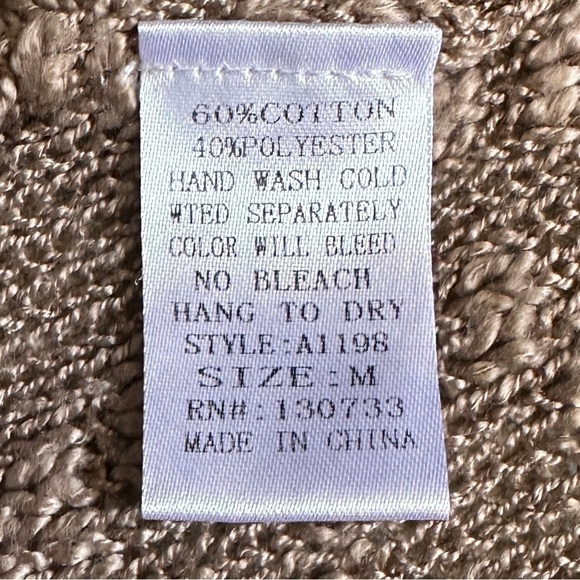 60%COTTON
40%POLYESTER
HAND WASH COLD
WTED SEPARATELY
COLOR WILL BLEED
NO BLEACH
HANG TO DRY
STYLE:A1198
SIZE:M
RN#:130733
MADE IN CHINA